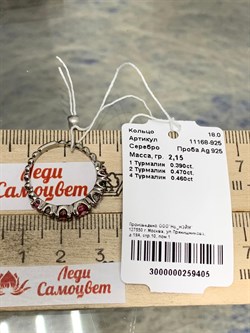 Кольцо 18.0
Артикул 11168-925
Серебро Проба Ag 925
Масса, гр. 2,15
1 Турмалин 0.390ct.
2 Турмалин 0.470ct.
4 Турмалин 0.460ct
3000000259405
Леди
Самоцвет
Леди
Самоцвет